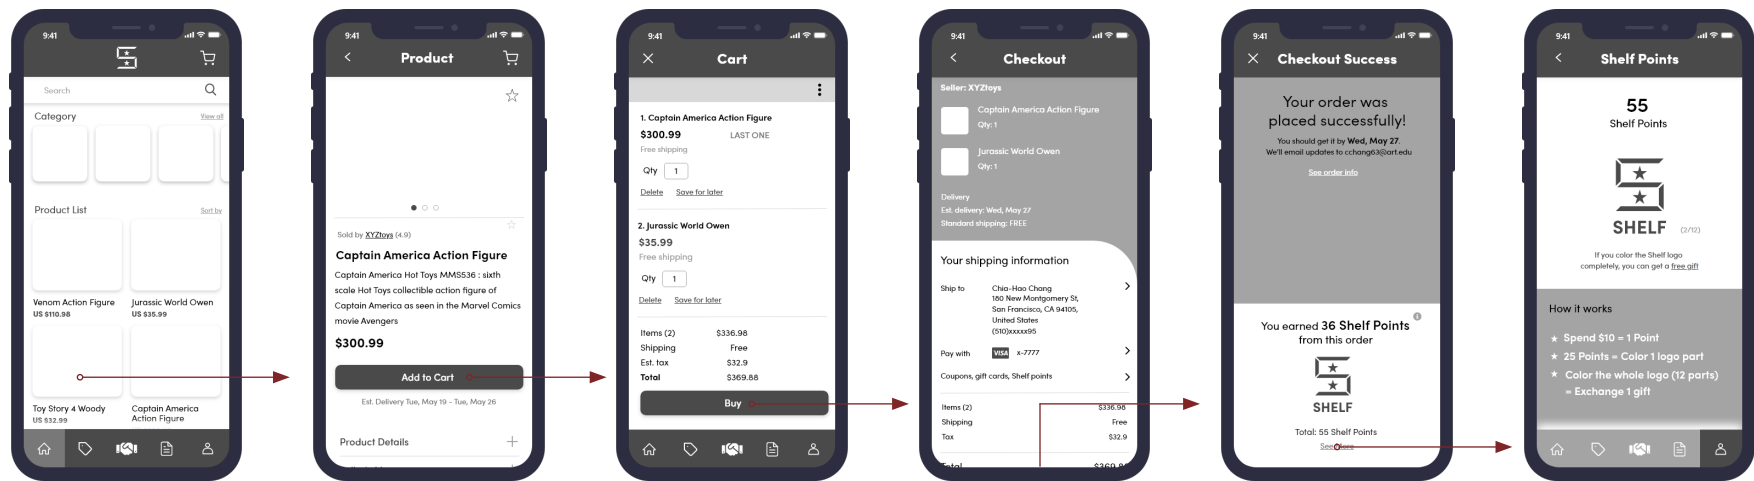 9:41
Search
Category
View all
Product List
Sort by
Venom Action Figure
US $110.98
Jurassic World Owen
US $35.99
Toy Story 4 Woody
US $32.99
Captain America
Action Figure
9:41
Product
Sold by XYZtoys (4.9)
Captain America Action Figure
Captain America Hot Toys MMS536 : sixth
scale Hot Toys collectible action figure of
Captain America as seen in the Marvel Comics
movie Avengers
$300.99
Add to Cart
Est. Delivery Tue, May 19 - Tue, May 26
Product Details
9:41
Cart
1. Captain America Action Figure
$300.99 LAST ONE
Free shipping
Qty 1
Delete Save for later
2. Jurassic World Owen
$35.99
Free shipping
Qty 1
Delete Save for later
Items (2) $336.98
Shipping Free
Est. tax $32.9
Total $369.88
Buy
9:41
Checkout
Seller: XYZtoys
Captain America Action Figure
Qty: 1
Jurassic World Owen
Qty: 1
Delivery
Est. delivery: Wed, May 27
Standard shipping: FREE
Your shipping information
Ship to Chia-Hao Chang
180 New Montgomery St,
San Francisco, CA 94105,
United States
(510)xxxxx95
Pay with VISA x-7777
Coupons, gift cards, Shelf points
Items (2) $336.98
Shipping Free
Tax $32.9
Total $369.88
9:41
Checkout Success
Your order was
placed successfully!
You should get it by Wed, May 27.
We'll email updates to cchang63@art.edu
See order info
You earned 36 Shelf Points
from this order
SHELF
Total: 55 Shelf Points
See More
9:41
Shelf Points
55
Shelf Points
SHELF (2/12)
If you color the Shelf logo
completely, you can get a free gift
How it works
Spend $10 = 1 Point
25 Points = Color 1 logo part
Color the whole logo (12 parts)
= Exchange 1 gift